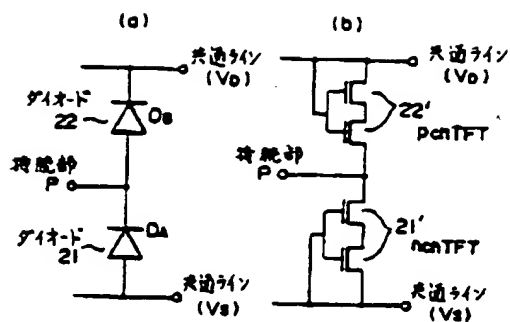 (a)
共通ライン
(VD)
ダイオード
22
DB
接続部
P
ダイオード
21
DA
共通ライン
(VS)
(b)
共通ライン
(VD)
22'
pchTFT
接続部
P
21'
nchTFT
共通ライン
(VS)